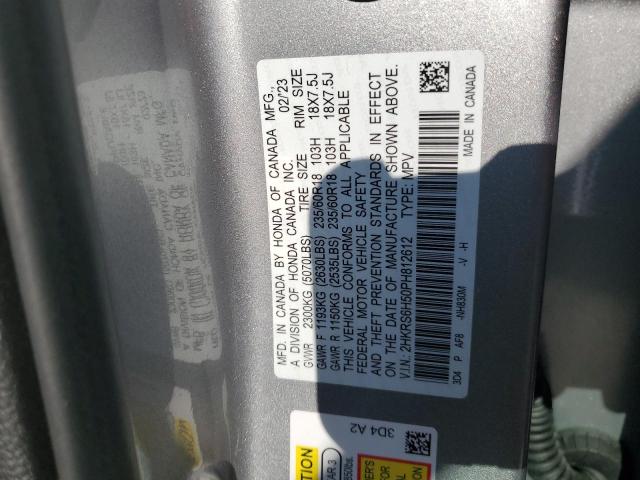 MFD. IN CANADA BY HONDA OF CANADA MFG.,
A DIVISION OF HONDA CANADA INC. 02/'23
GVWR 2300KG (5070LBS) TIRE SIZE RIM SIZE
GAWR F 1193KG (2630LBS) 235/60R18 103H 18X7.5J
GAWR R 1150KG (2535LBS) 235/60R18 103H 18X7.5J
THIS VEHICLE CONFORMS TO ALL APPLICABLE
FEDERAL MOTOR VEHICLE SAFETY
AND THEFT PREVENTION STANDARDS IN EFFECT
ON THE DATE OF MANUFACTURE SHOWN ABOVE.
V.I.N.: 2HKRS6H50PH812612 TYPE: MPV
3D4 P AF8 -NH830M -V -H MADE IN CANADA
3D4 A2